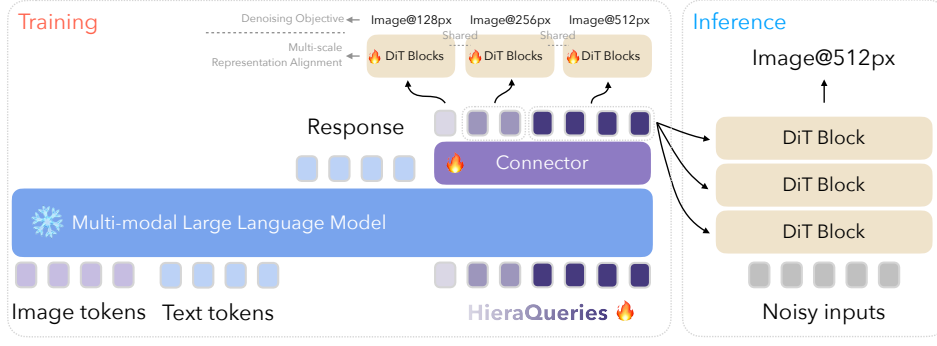 Training
Denoising Objective
Image@128px
Image@256px
Image@512px
Shared
Shared
Multi-scale
Representation Alignment
DiT Blocks
DiT Blocks
DiT Blocks
Response
Connector
Multi-modal Large Language Model
Image tokens
Text tokens
HieraQueries
Inference
Image@512px
DiT Block
DiT Block
DiT Block
Noisy inputs